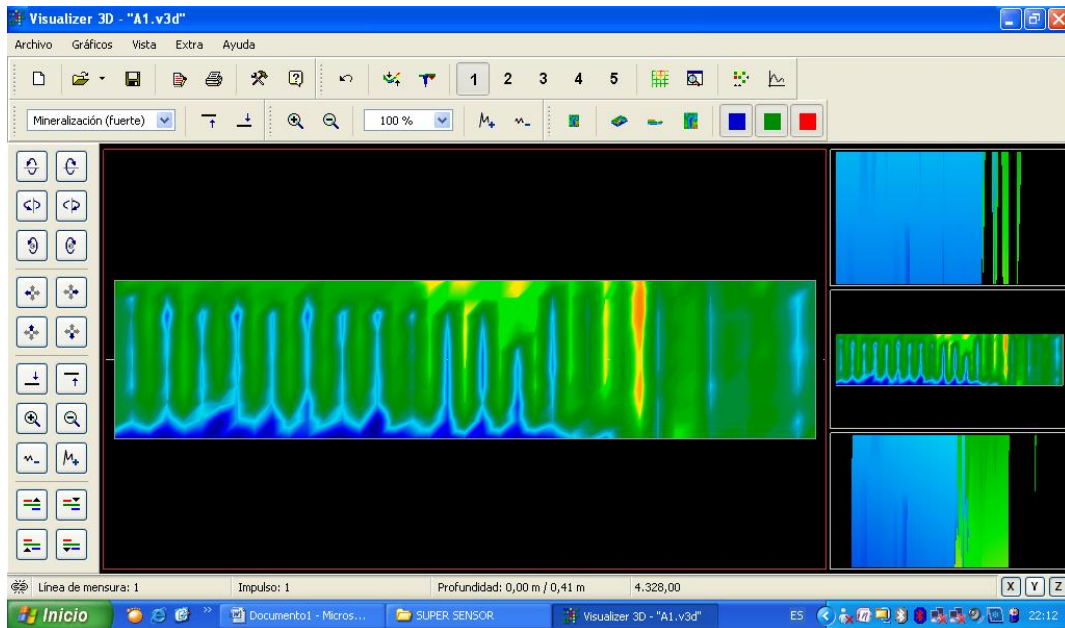 Visualizer 3D - "A1.v3d"
Archivo Gráficos Vista Extra Ayuda
1 2 3 4 5
Mineralización (fuerte) 100 %
Línea de mensura: 1 Impulso: 1 Profundidad: 0,00 m / 0,41 m 4.328,00 X Y Z
Inicio Documento1 - Micros... SUPER SENSOR Visualizer 3D - "A1.v3d" ES 22:12